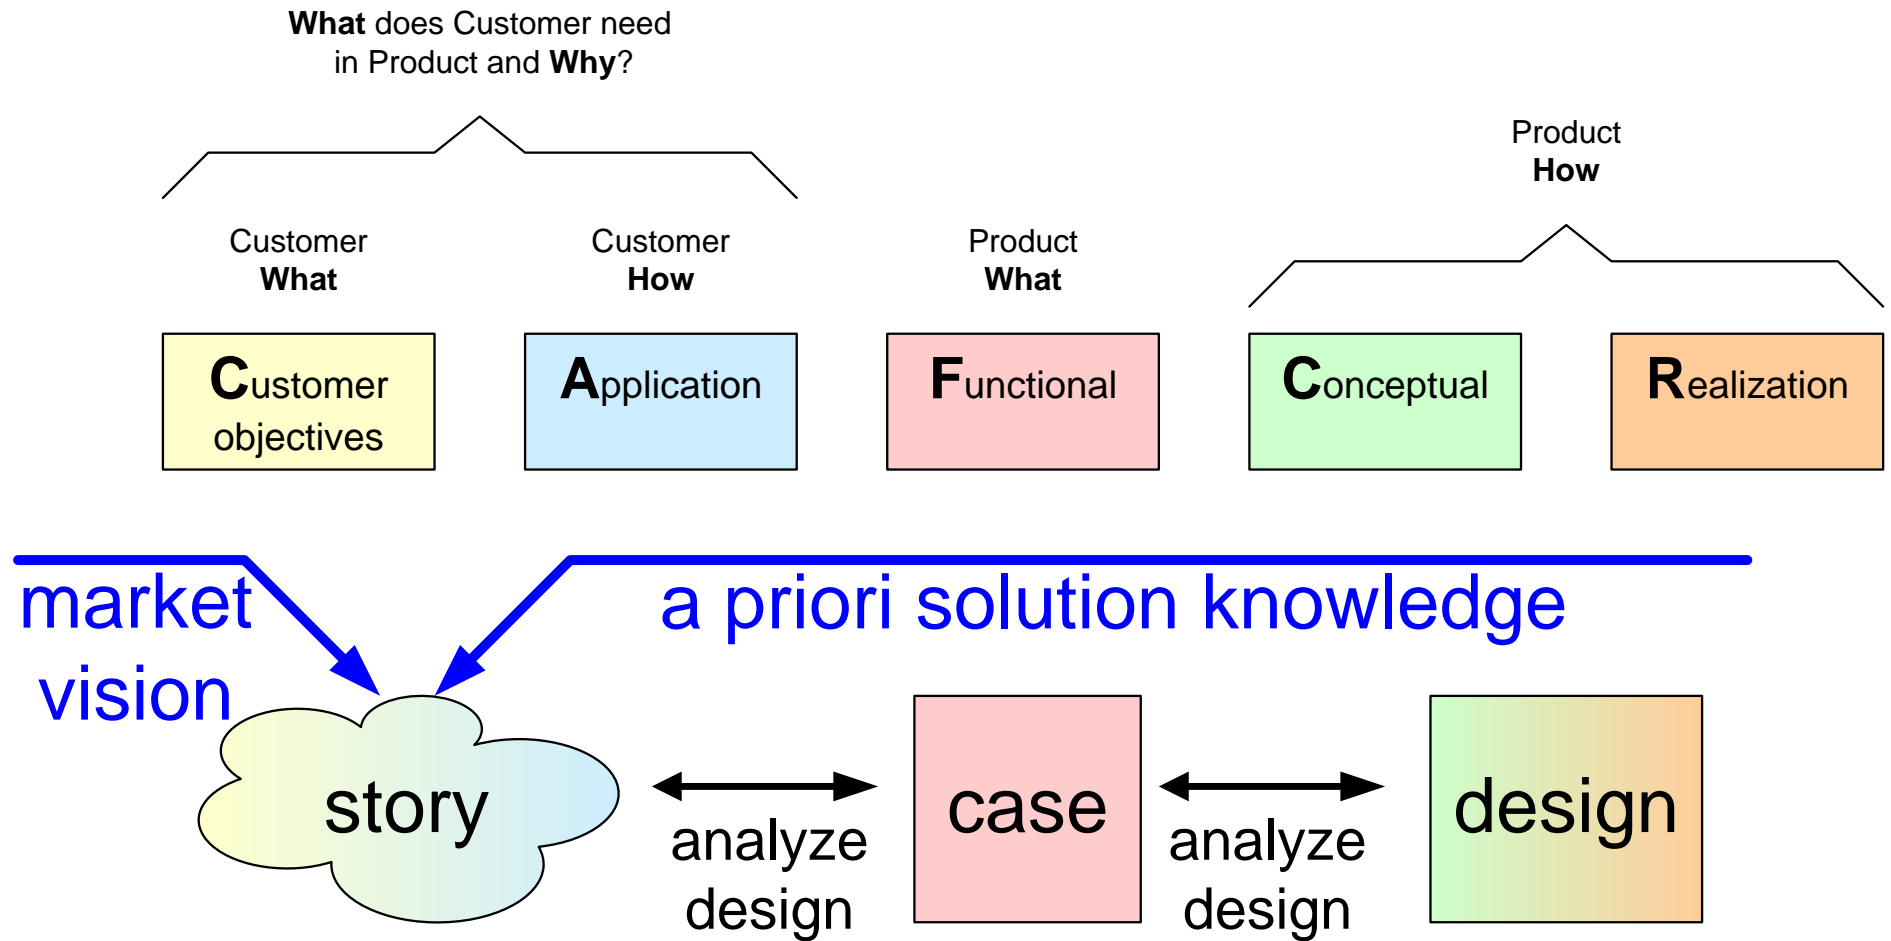 What does Customer need
in Product and Why?
Product
How
Customer
What
Customer
How
Product
What
Customer
objectives
Application
Functional
Conceptual
Realization
market
vision
a priori solution knowledge
story
analyze
design
case
analyze
design
design